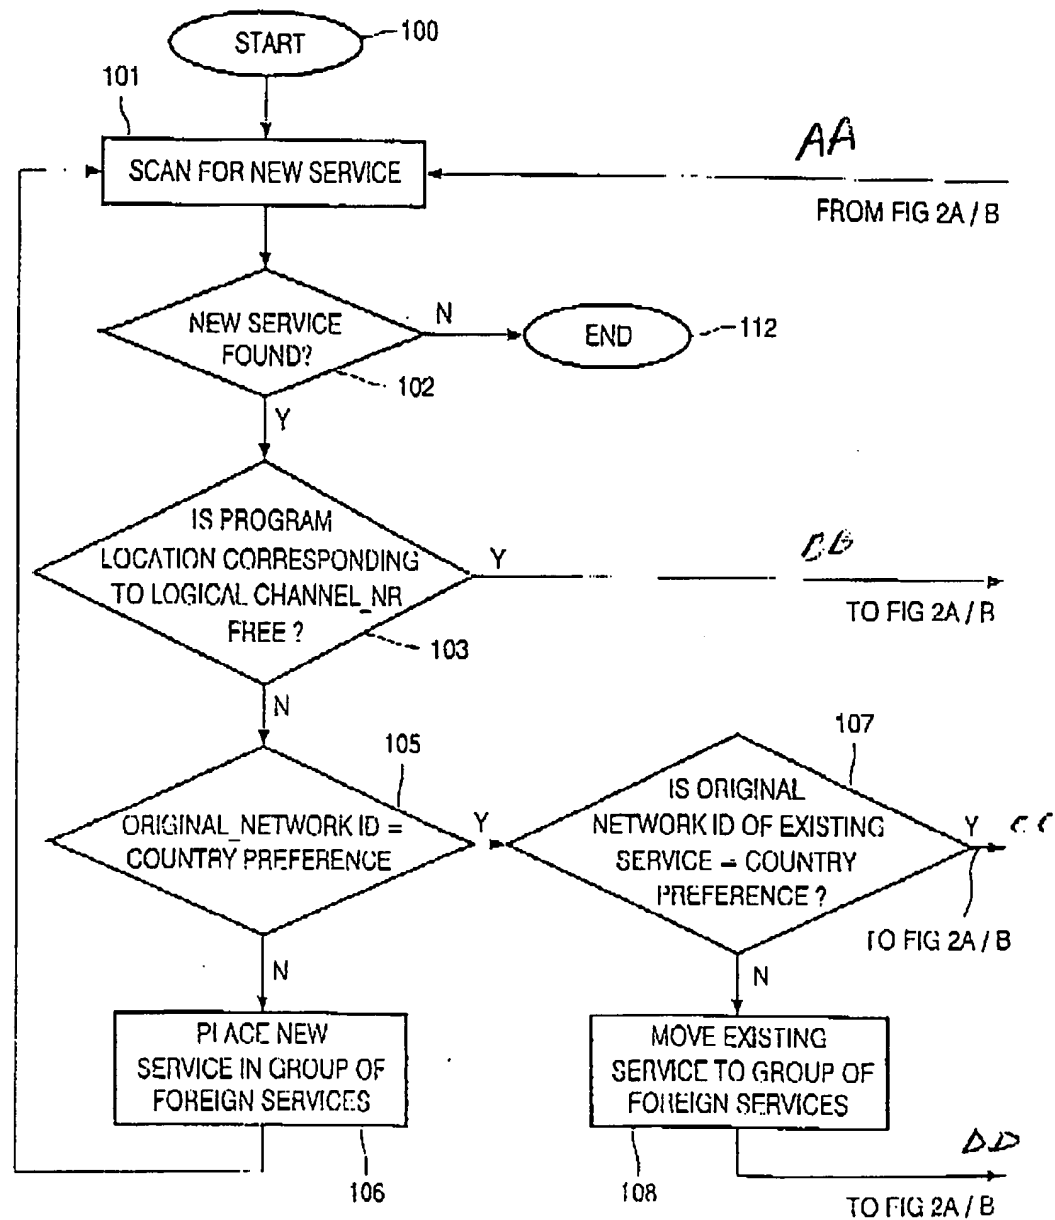 START
100
101
SCAN FOR NEW SERVICE
AA
FROM FIG 2A / B
NEW SERVICE
FOUND?
N
END
112
102
Y
IS PROGRAM
LOCATION CORRESPONDING
TO LOGICAL CHANNEL_NR
FREE ?
Y
BB
TO FIG 2A / B
103
N
105
107
ORIGINAL_NETWORK ID =
COUNTRY PREFERENCE
Y
IS ORIGINAL
NETWORK ID OF EXISTING
SERVICE = COUNTRY
PREFERENCE ?
Y
CC
TO FIG 2A / B
N
N
PLACE NEW
SERVICE IN GROUP OF
FOREIGN SERVICES
MOVE EXISTING
SERVICE TO GROUP OF
FOREIGN SERVICES
106
108
DD
TO FIG 2A / B